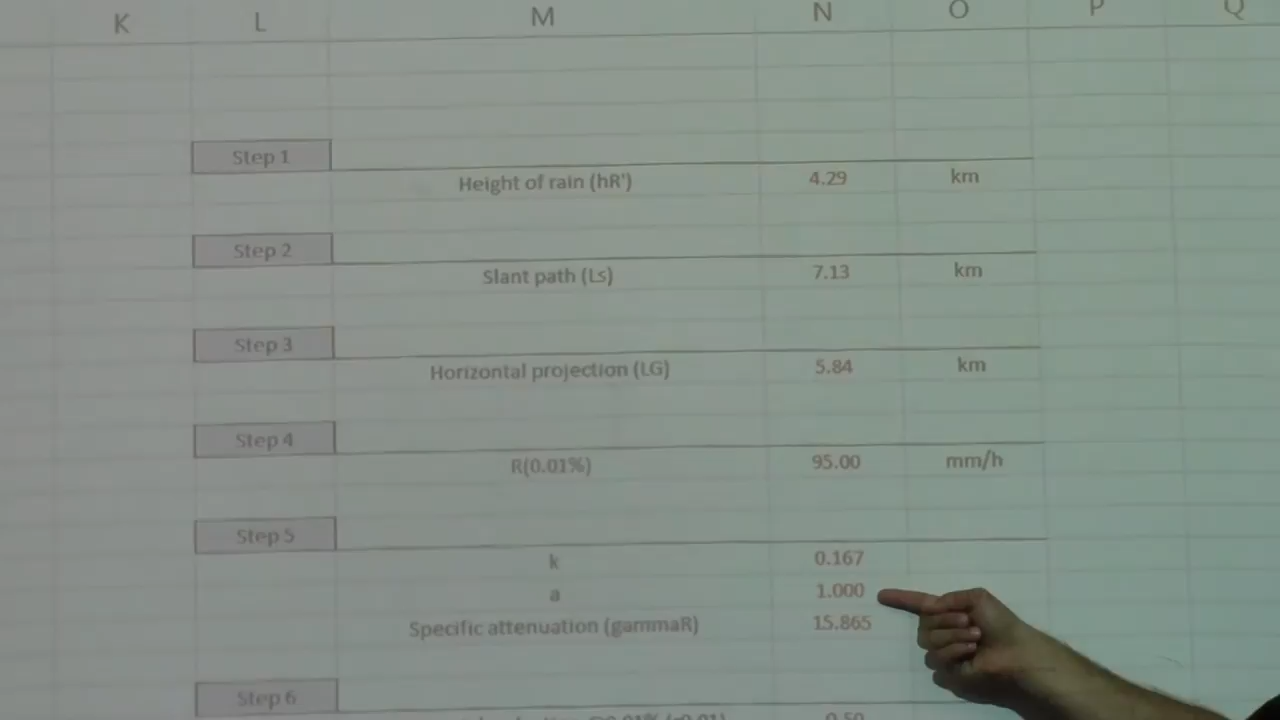 K L M N O P Q
Step 1
Height of rain (hR') 4.29 km
Step 2
Slant path (Ls) 7.13 km
Step 3
Horizontal projection (LG) 5.84 km
Step 4
R(0.01%) 95.00 mm/h
Step 5
k 0.167
a 1.000
Specific attenuation (gammaR) 15.865
Step 6
0.50